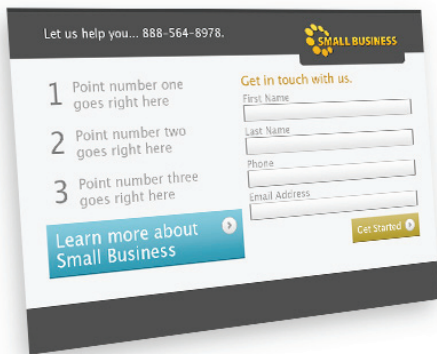 Let us help you... 888-564-8978.
SMALL BUSINESS
1 Point number one
goes right here
2 Point number two
goes right here
3 Point number three
goes right here
Learn more about
Small Business
Get in touch with us.
First Name
Last Name
Phone
Email Address
Get Started